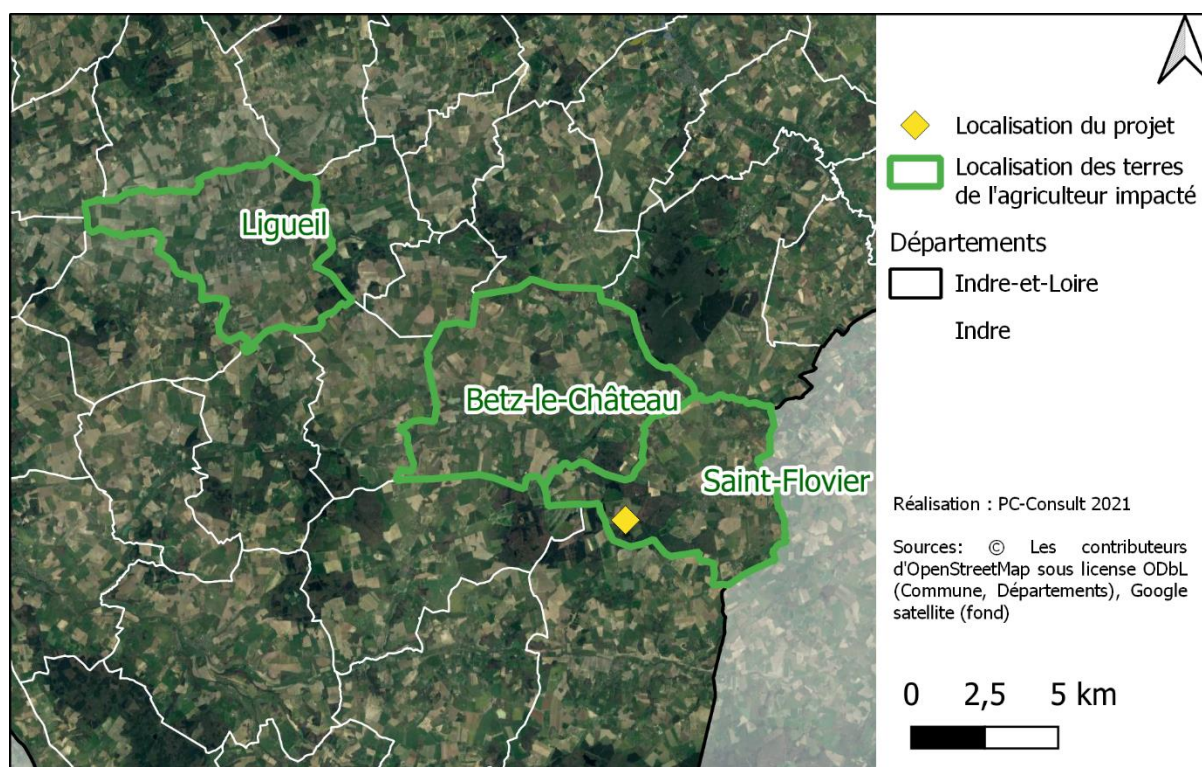 Ligueil
Betz-le-Château
Saint-Flovier
Localisation du projet
Localisation des terres
de l'agriculteur impacté
Départements
Indre-et-Loire
Indre
Réalisation : PC-Consult 2021
Sources: © Les contributeurs
d'OpenStreetMap sous license ODbL
(Commune, Départements), Google
satellite (fond)
0 2,5 5 km